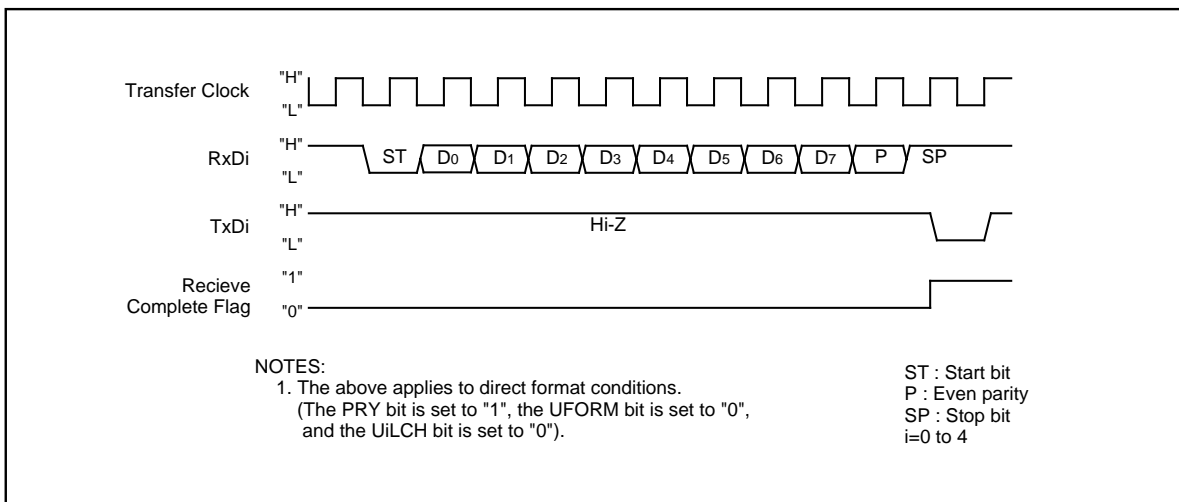 Transfer Clock
"H"
"L"
RxDi
"H"
"L"
ST D0 D1 D2 D3 D4 D5 D6 D7 P SP
TxDi
"H"
"L"
Hi-Z
Recieve
Complete Flag
"1"
"0"
NOTES:
1. The above applies to direct format conditions.
(The PRY bit is set to "1", the UFORM bit is set to "0",
and the UiLCH bit is set to "0").
ST : Start bit
P : Even parity
SP : Stop bit
i=0 to 4